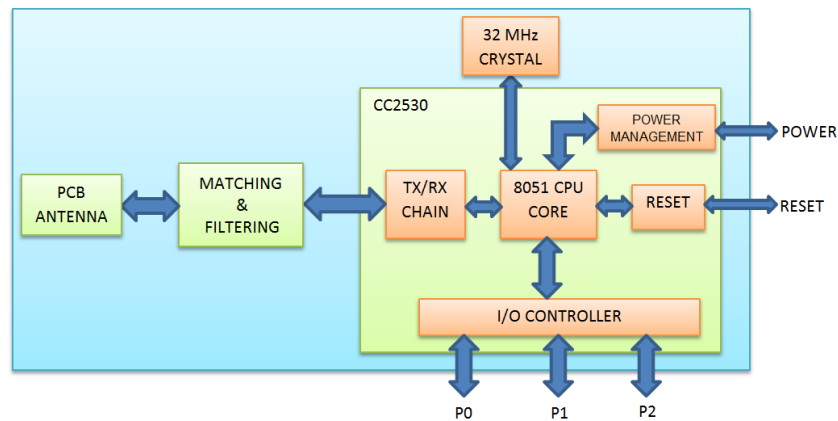 32 MHz
CRYSTAL
CC2530
POWER
MANAGEMENT
POWER
PCB
ANTENNA
MATCHING
&
FILTERING
TX/RX
CHAIN
8051 CPU
CORE
RESET
RESET
I/O CONTROLLER
P0
P1
P2